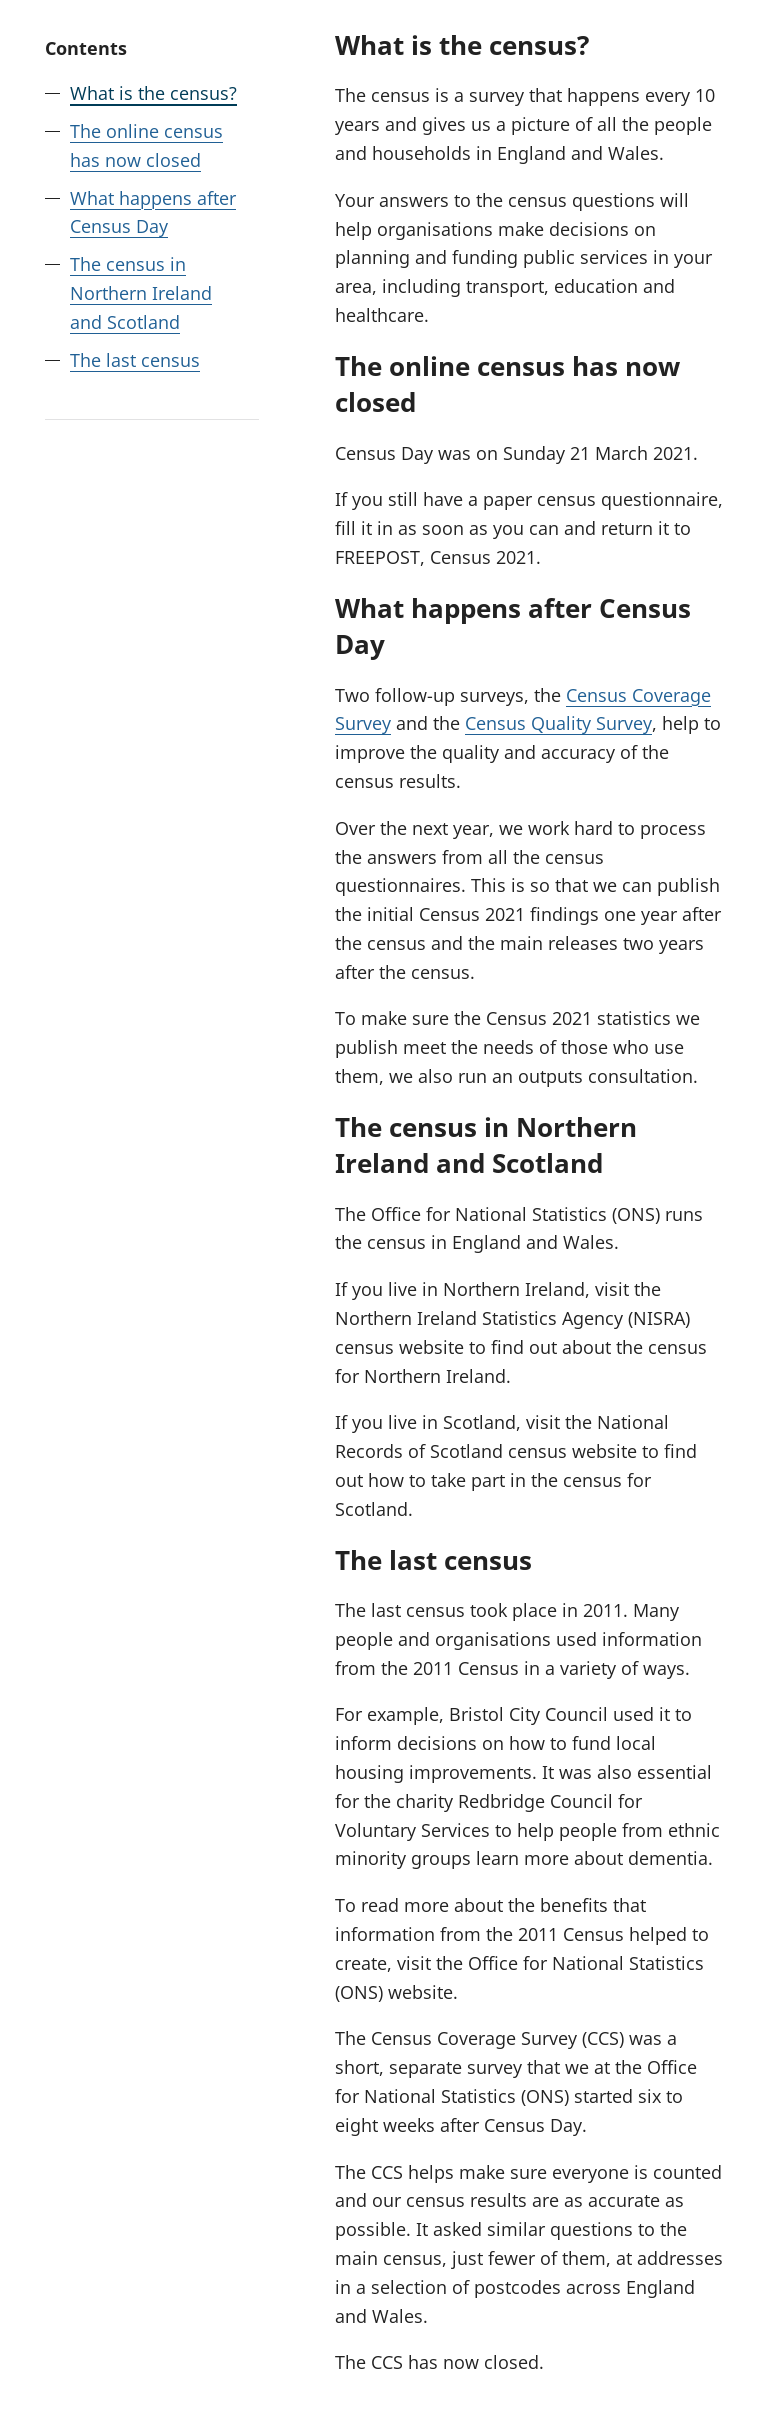 Contents
— What is the census?
— The online census
has now closed
— What happens after
Census Day
— The census in
Northern Ireland
and Scotland
— The last census
What is the census?
The census is a survey that happens every 10
years and gives us a picture of all the people
and households in England and Wales.
Your answers to the census questions will
help organisations make decisions on
planning and funding public services in your
area, including transport, education and
healthcare.
The online census has now
closed
Census Day was on Sunday 21 March 2021.
If you still have a paper census questionnaire,
fill it in as soon as you can and return it to
FREEPOST, Census 2021.
What happens after Census
Day
Two follow-up surveys, the Census Coverage
Survey and the Census Quality Survey, help to
improve the quality and accuracy of the
census results.
Over the next year, we work hard to process
the answers from all the census
questionnaires. This is so that we can publish
the initial Census 2021 findings one year after
the census and the main releases two years
after the census.
To make sure the Census 2021 statistics we
publish meet the needs of those who use
them, we also run an outputs consultation.
The census in Northern
Ireland and Scotland
The Office for National Statistics (ONS) runs
the census in England and Wales.
If you live in Northern Ireland, visit the
Northern Ireland Statistics Agency (NISRA)
census website to find out about the census
for Northern Ireland.
If you live in Scotland, visit the National
Records of Scotland census website to find
out how to take part in the census for
Scotland.
The last census
The last census took place in 2011. Many
people and organisations used information
from the 2011 Census in a variety of ways.
For example, Bristol City Council used it to
inform decisions on how to fund local
housing improvements. It was also essential
for the charity Redbridge Council for
Voluntary Services to help people from ethnic
minority groups learn more about dementia.
To read more about the benefits that
information from the 2011 Census helped to
create, visit the Office for National Statistics
(ONS) website.
The Census Coverage Survey (CCS) was a
short, separate survey that we at the Office
for National Statistics (ONS) started six to
eight weeks after Census Day.
The CCS helps make sure everyone is counted
and our census results are as accurate as
possible. It asked similar questions to the
main census, just fewer of them, at addresses
in a selection of postcodes across England
and Wales.
The CCS has now closed.